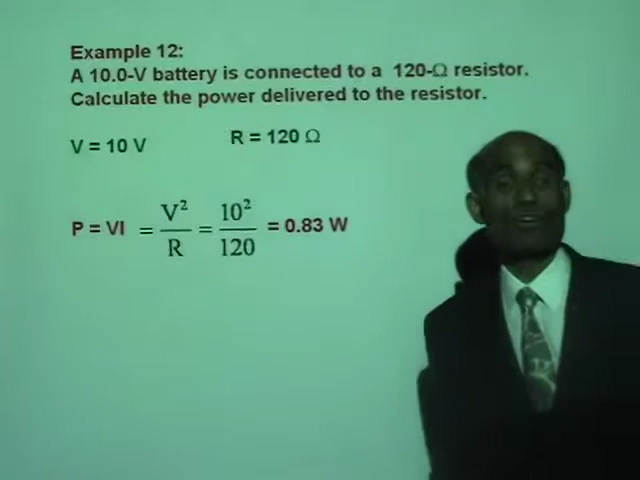 Example 12:
A 10.0-V battery is connected to a 120-Ω resistor.
Calculate the power delivered to the resistor.
V = 10 V
R = 120 Ω
P = VI = V²/R = 10²/120 = 0.83 W